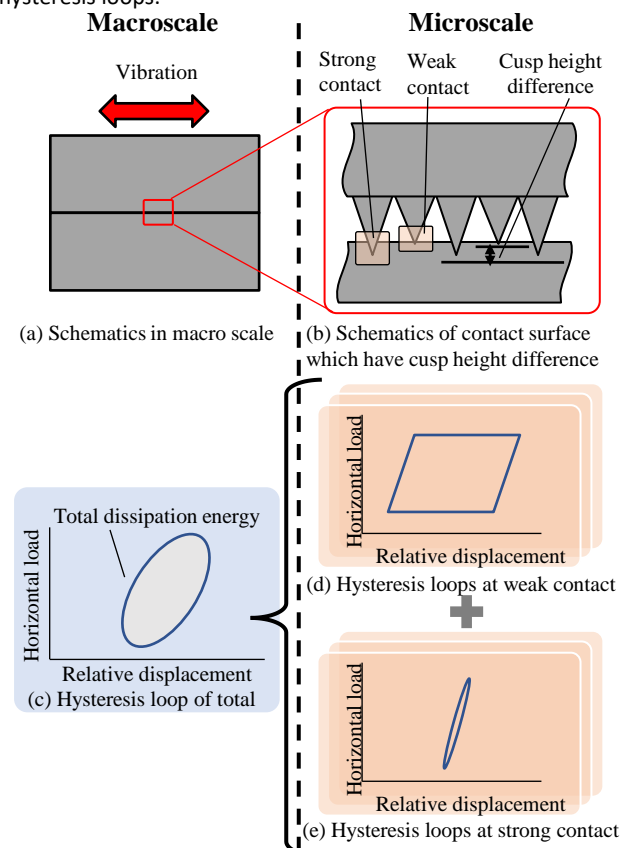 hysteresis loops.
Macroscale
Microscale
Vibration
Strong
contact
Weak
contact
Cusp height
difference
(a) Schematics in macro scale
(b) Schematics of contact surface
which have cusp height difference
Horizontal load
Total dissipation energy
Relative displacement
(c) Hysteresis loop of total
Horizontal load
Relative displacement
(d) Hysteresis loops at weak contact
Horizontal load
Relative displacement
(e) Hysteresis loops at strong contact